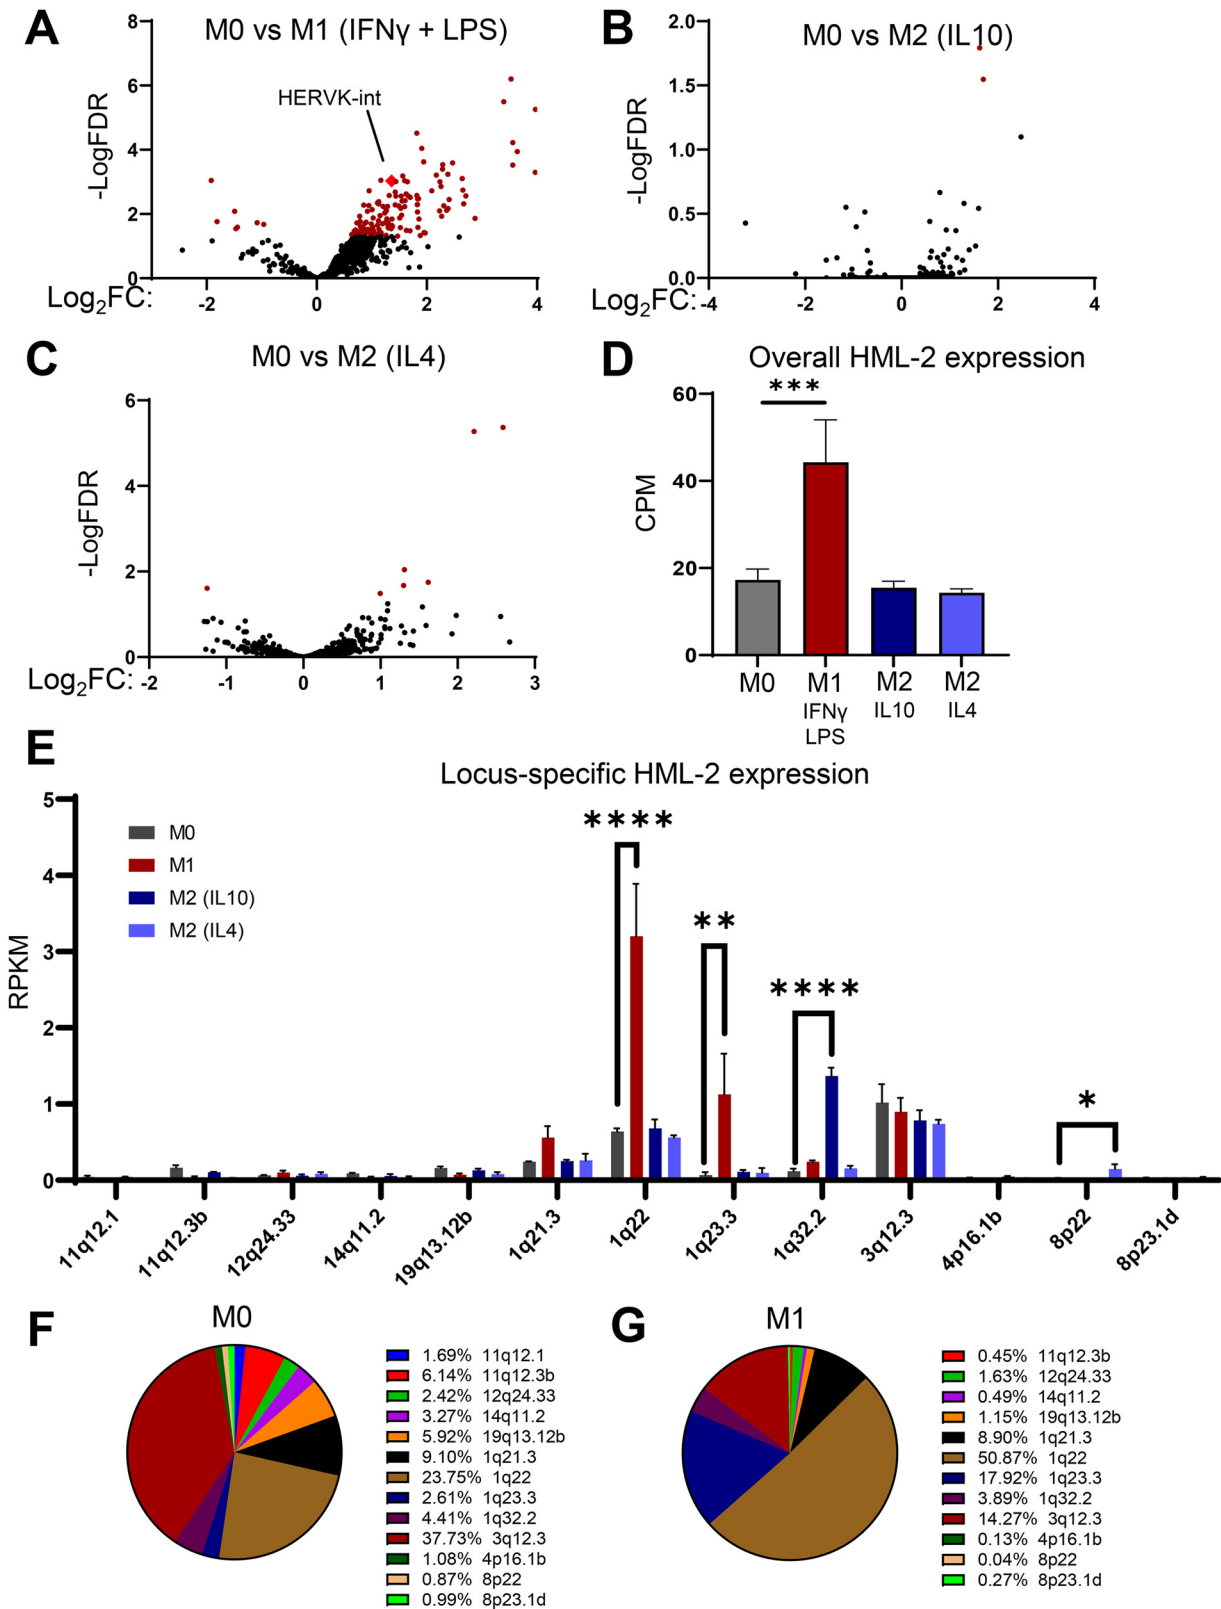 A
M0 vs M1 (IFNγ + LPS)
8
6
4
2
0
-LogFDR
HERVK-int
Log2FC:
-2
0
2
4
B
M0 vs M2 (IL10)
2.0
1.5
1.0
0.5
0.0
-LogFDR
Log2FC:
-4
-2
0
2
4
C
M0 vs M2 (IL4)
6
4
2
0
-LogFDR
Log2FC:
-2
-1
0
1
2
3
D
Overall HML-2 expression
60
40
20
0
CPM
***
M0
M1
IFNγ
LPS
M2
IL10
M2
IL4
E
Locus-specific HML-2 expression
5
4
3
2
1
0
RPKM
M0
M1
M2 (IL10)
M2 (IL4)
****
**
****
*
11q12.1
11q12.3b
12q24.33
14q11.2
19q13.12b
1q21.3
1q22
1q23.3
1q32.2
3q12.3
4p16.1b
8p22
8p23.1d
F
M0
1.69% 11q12.1
6.14% 11q12.3b
2.42% 12q24.33
3.27% 14q11.2
5.92% 19q13.12b
9.10% 1q21.3
23.75% 1q22
2.61% 1q23.3
4.41% 1q32.2
37.73% 3q12.3
1.08% 4p16.1b
0.87% 8p22
0.99% 8p23.1d
G
M1
0.45% 11q12.3b
1.63% 12q24.33
0.49% 14q11.2
1.15% 19q13.12b
8.90% 1q21.3
50.87% 1q22
17.92% 1q23.3
3.89% 1q32.2
14.27% 3q12.3
0.13% 4p16.1b
0.04% 8p22
0.27% 8p23.1d